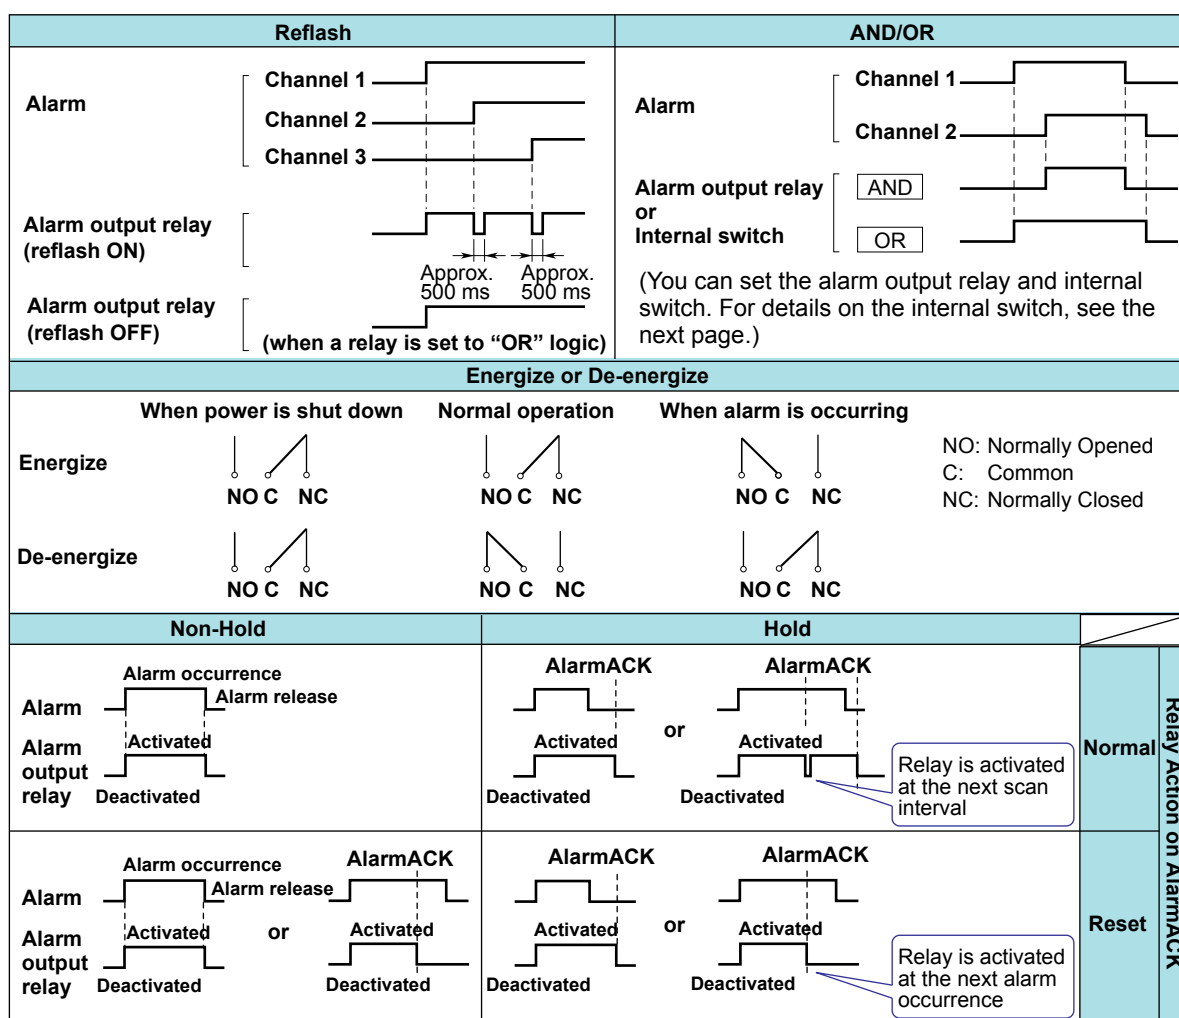 Reflash
Alarm
Channel 1
Channel 2
Channel 3
Alarm output relay
(reflash ON)
Approx.
500 ms
Approx.
500 ms
Alarm output relay
(reflash OFF)
(when a relay is set to “OR” logic)
AND/OR
Alarm
Channel 1
Channel 2
Alarm output relay
or
Internal switch
AND
OR
(You can set the alarm output relay and internal
switch. For details on the internal switch, see the
next page.)
Energize or De-energize
When power is shut down
Normal operation
When alarm is occurring
Energize
NO C NC
NO C NC
NO C NC
NO: Normally Opened
C: Common
NC: Normally Closed
De-energize
NO C NC
NO C NC
NO C NC
Non-Hold
Hold
Relay Action on AlarmACK
Normal
Alarm occurrence
Alarm release
Alarm
Activated
Alarm
output
relay
Deactivated
AlarmACK
Activated
Deactivated
or
AlarmACK
Activated
Deactivated
Relay is activated
at the next scan
interval
Reset
Alarm occurrence
Alarm release
Alarm
Activated
Alarm
output
relay
Deactivated
or
AlarmACK
Activated
Deactivated
AlarmACK
Activated
Deactivated
or
AlarmACK
Activated
Deactivated
Relay is activated
at the next alarm
occurrence